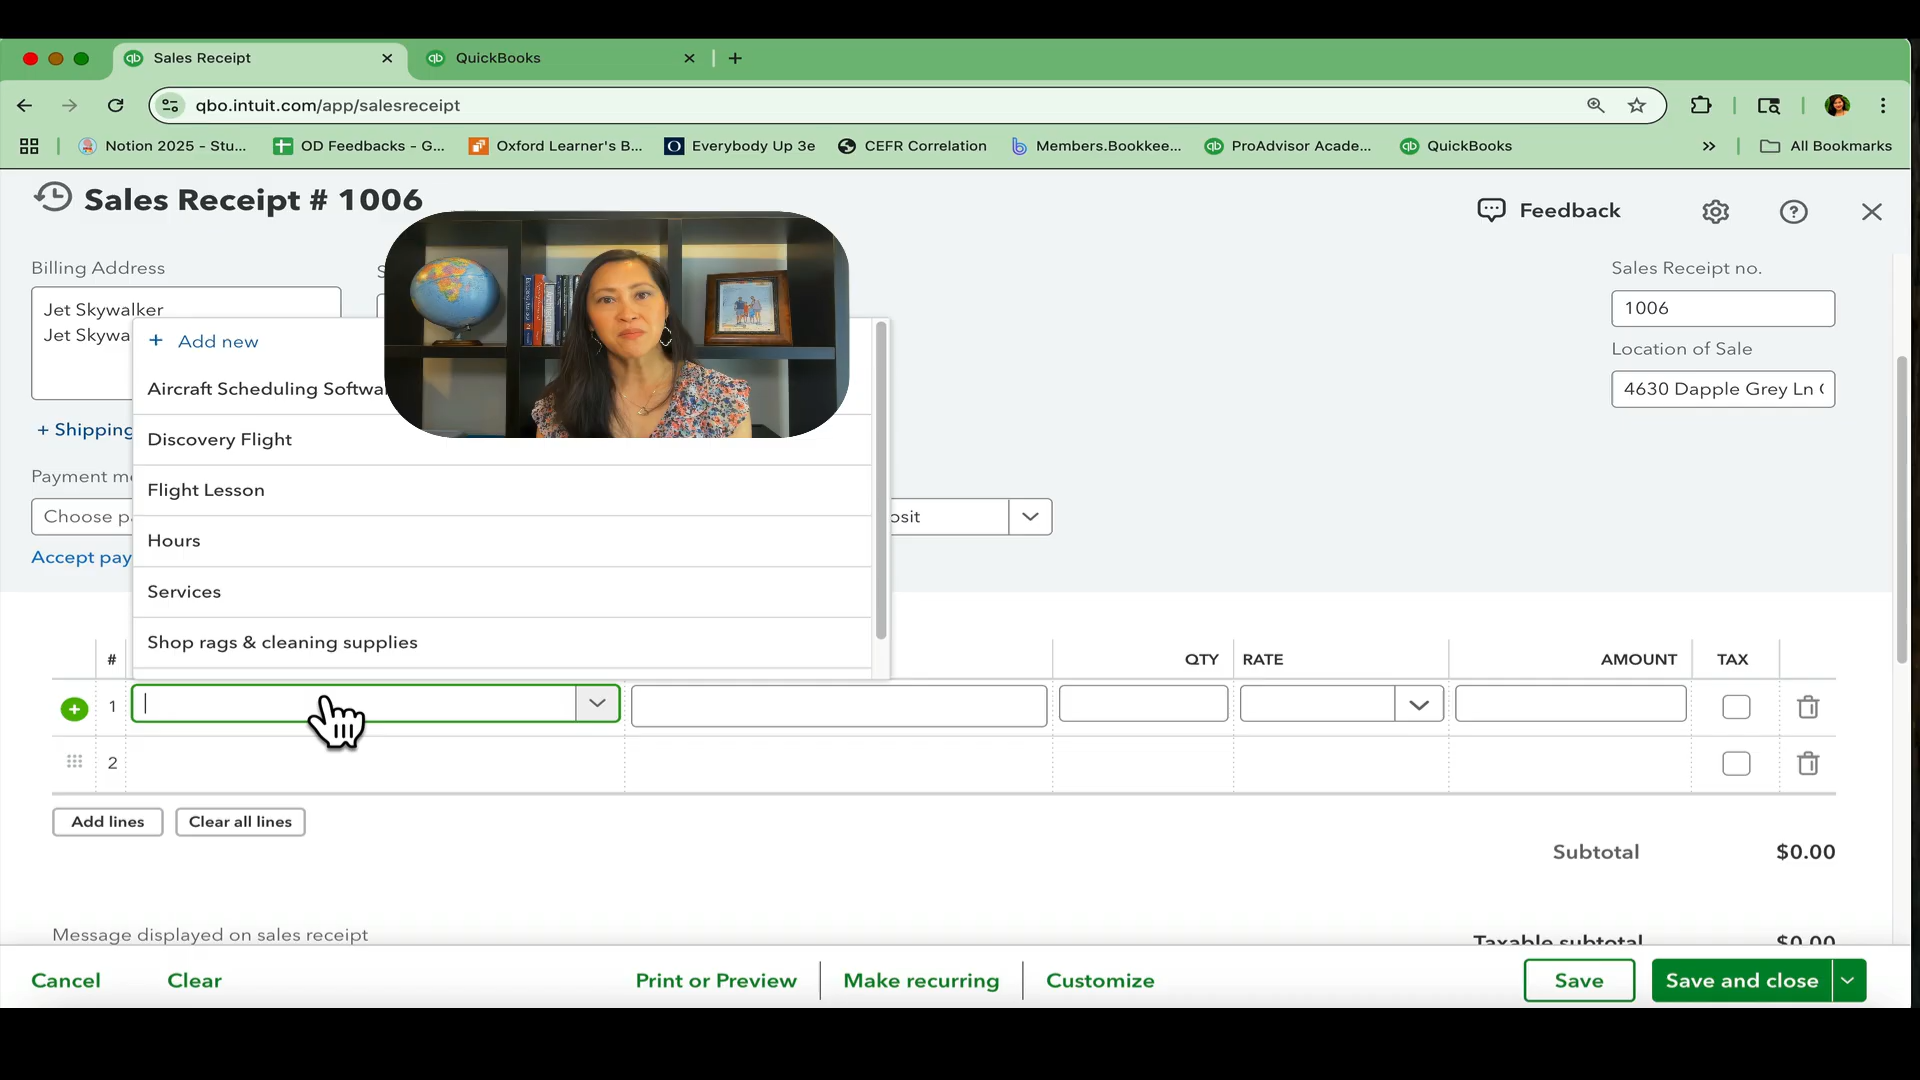 Sales Receipt
QuickBooks
qbo.intuit.com/app/salesreceipt
Notion 2025 - Stu...
OD Feedbacks - G...
Oxford Learner's B...
Everybody Up 3e
CEFR Correlation
Members.Bookkee...
ProAdvisor Acade...
QuickBooks
All Bookmarks
Sales Receipt # 1006
Feedback
Billing Address
Sales Receipt no.
Jet Skywalker
1006
Jet Skywa
+ Add new
Location of Sale
Aircraft Scheduling Softwa
4630 Dapple Grey Ln
+ Shipping
Discovery Flight
Payment m
Flight Lesson
Choose p
osit
Hours
Accept pay
Services
Shop rags & cleaning supplies
# QTY RATE AMOUNT TAX
1
2
Add lines Clear all lines
Subtotal $0.00
Message displayed on sales receipt
Taxable subtotal $0.00
Cancel Clear Print or Preview Make recurring Customize Save Save and close